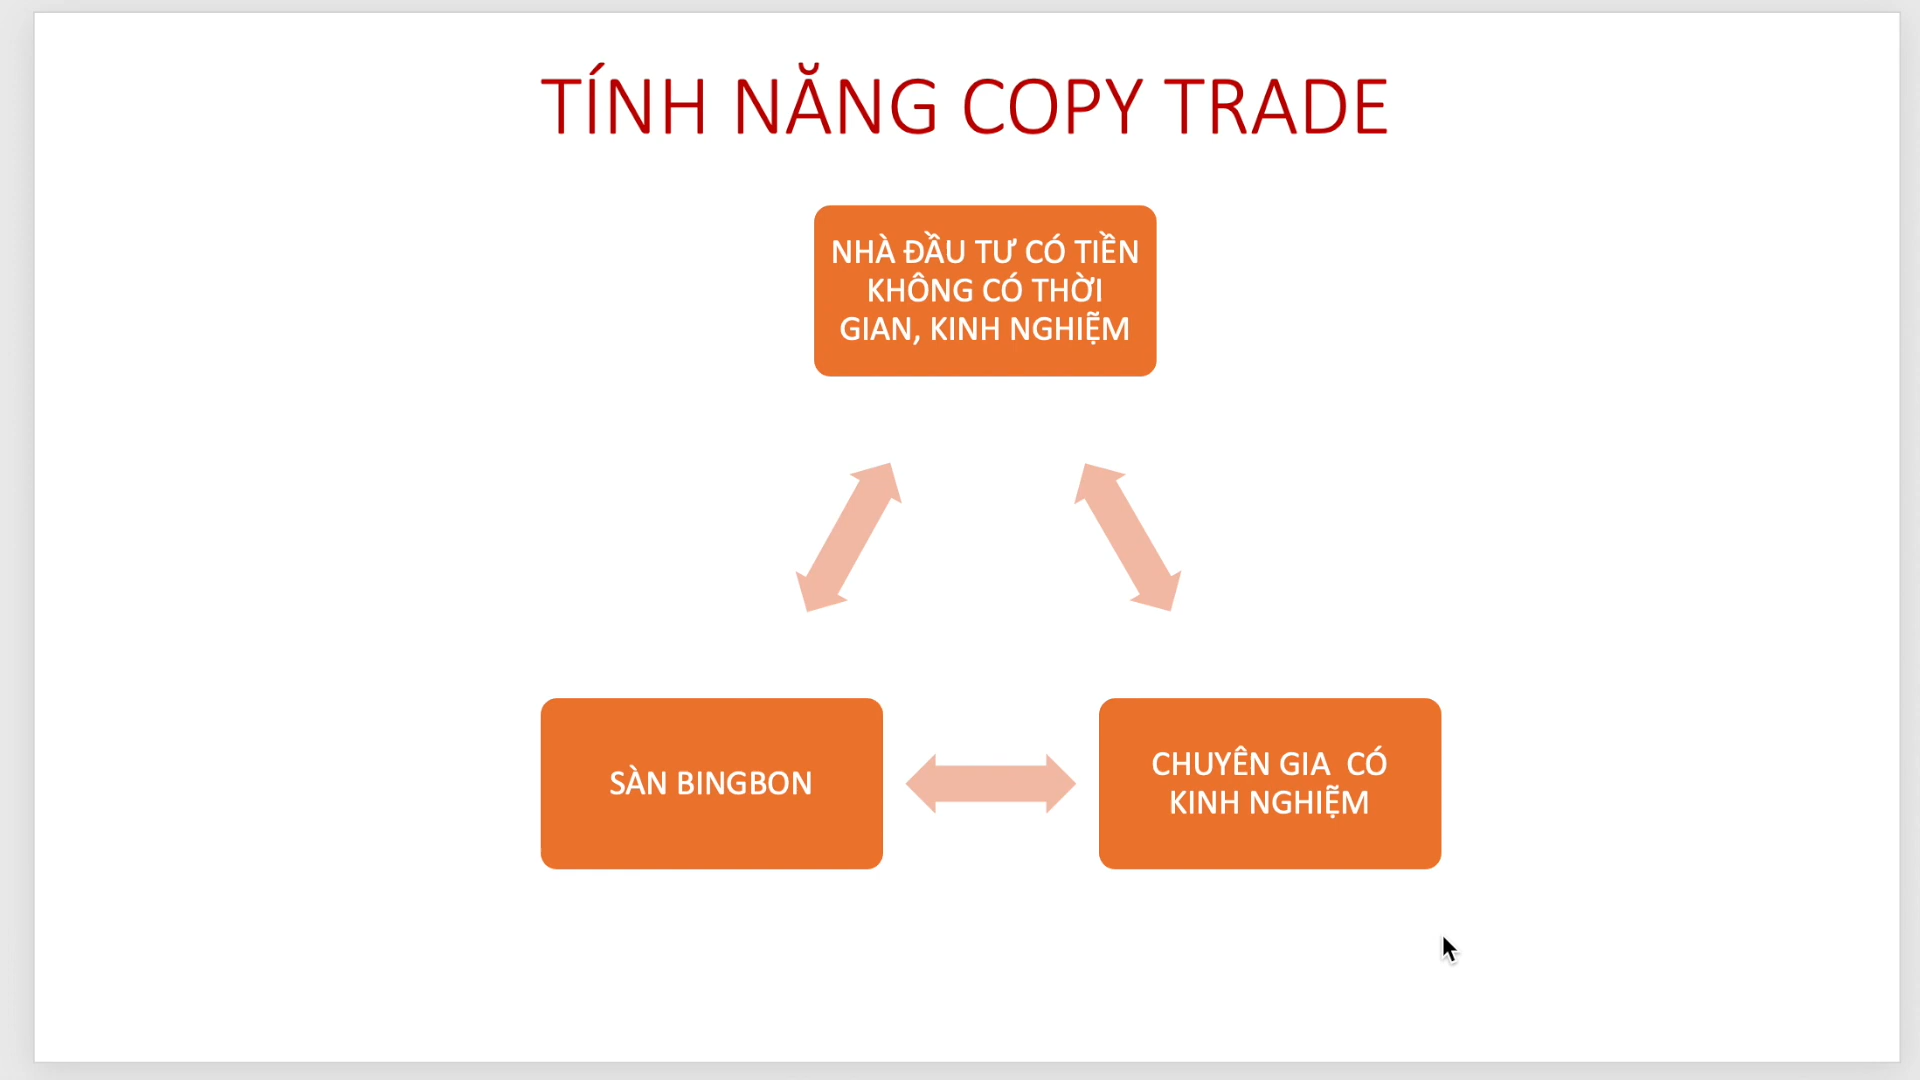 TÍNH NĂNG COPY TRADE
NHÀ ĐẦU TƯ CÓ TIỀN
KHÔNG CÓ THỜI
GIAN, KINH NGHIỆM
SÀN BINGBON
CHUYÊN GIA  CÓ
KINH NGHIỆM